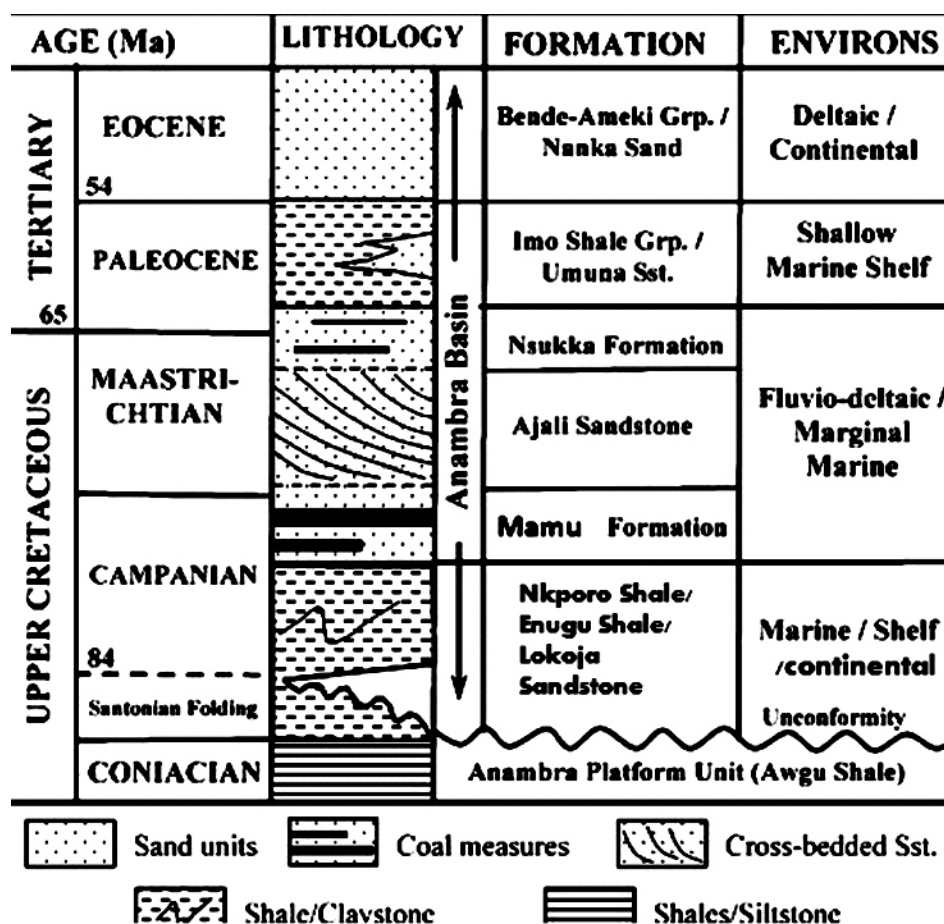 AGE (Ma) LITHOLOGY FORMATION ENVIRONS
TERTIARY
EOCENE
54
Bende-Ameki Grp. /
Nanka Sand
Deltaic /
Continental
PALEOCENE
65
Imo Shale Grp. /
Umuna Sst.
Shallow
Marine Shelf
Anambra Basin
Nsukka Formation
UPPER CRETACEOUS
MAASTRI-
CHTIAN
Ajali Sandstone
Fluvio-deltaic /
Marginal
Marine
Mamu Formation
CAMPANIAN
84
Nkporo Shale/
Enugu Shale/
Lokoja
Sandstone
Marine / Shelf
/continental
Santonian Folding
Unconformity
CONIACIAN
Anambra Platform Unit (Awgu Shale)
Sand units
Coal measures
Cross-bedded Sst.
Shale/Claystone
Shales/Siltstone